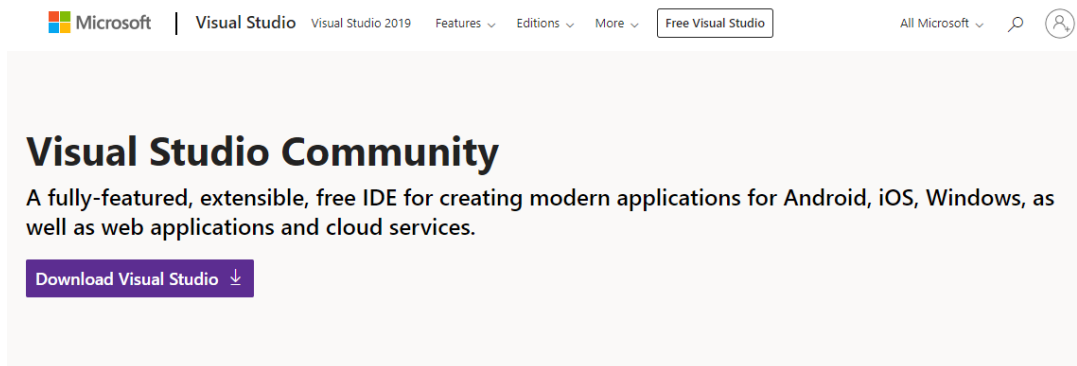 Microsoft Visual Studio Visual Studio 2019 Features Editions More Free Visual Studio All Microsoft
Visual Studio Community
A fully-featured, extensible, free IDE for creating modern applications for Android, iOS, Windows, as
well as web applications and cloud services.
Download Visual Studio